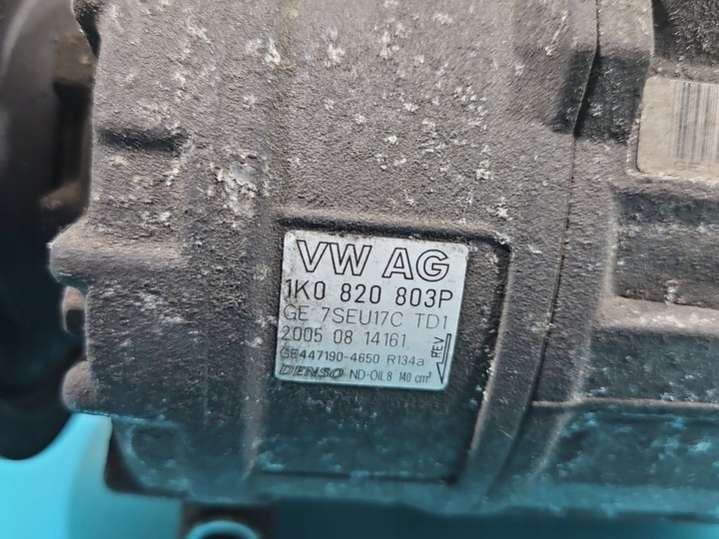 VW AG
1K0 820 803P
GE 7SEU17C TD1
2005 08 14161
GE447190-4650 R134a
DENSO ND-OIL8 140 cm³
REV